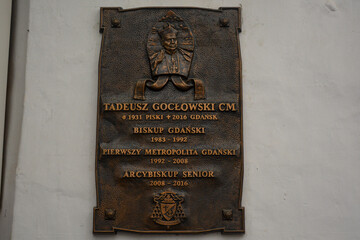 TADEUSZ GOCŁOWSKI CM
✡ 1931 PISKI ✝ 2016 GDAŃSK
BISKUP GDAŃSKI
1983 - 1992
PIERWSZY METROPOLITA GDAŃSKI
1992 - 2008
ARCYBISKUP SENIOR
2008 - 2016